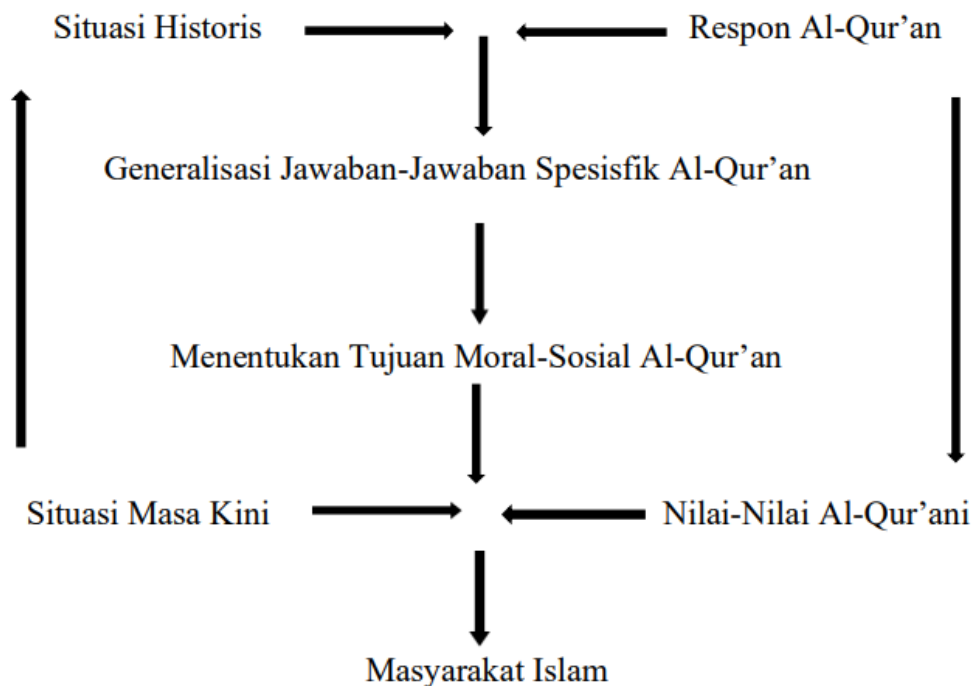 Situasi Historis
Respon Al-Qur’an
Generalisasi Jawaban-Jawaban Spesisfik Al-Qur’an
Menentukan Tujuan Moral-Sosial Al-Qur’an
Situasi Masa Kini
Nilai-Nilai Al-Qur’ani
Masyarakat Islam